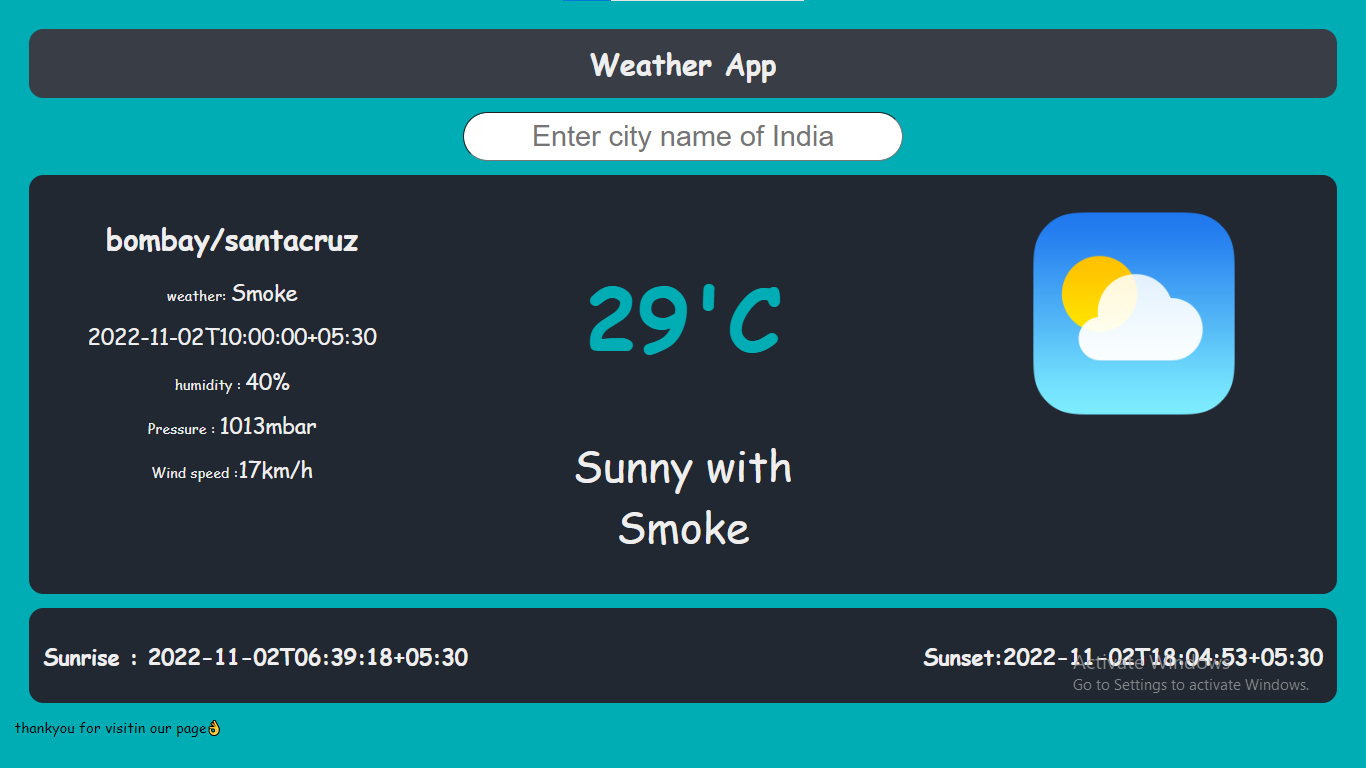 Weather App
Enter city name of India
bombay/santacruz
weather: Smoke
2022-11-02T10:00:00+05:30
humidity : 40%
Pressure : 1013mbar
Wind speed :17km/h
29'C
Sunny with
Smoke
Sunrise : 2022-11-02T06:39:18+05:30
Sunset:2022-11-02T18:04:53+05:30
Activate Windows
Go to Settings to activate Windows.
thankyou for visitin our page👌